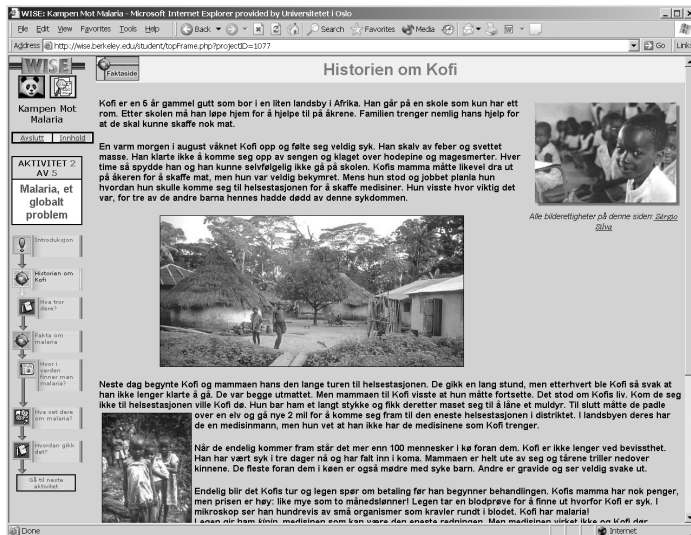 WISE: Kampen Mot Malaria - Microsoft Internet Explorer provided by Universitetet i Oslo
File Edit View Favorites Tools Help
Back Search Favorites Media
Address http://wise.berkeley.edu/student/topFrame.php?projectID=1077 Go Links
WISE
Kampen Mot
Malaria
Avslutt Innhold
AKTIVITET 2
AV 5
Malaria, et
globalt
problem
Introduksjon
Historien om
Kofi
Hva tror
dere?
Fakta om
malaria
Hvor i
verden
finner man
malaria?
Hva vet dere
om malaria?
Hvordan gikk
det?
Gå til neste
aktivitet
Faktaside
Historien om Kofi
Kofi er en 6 år gammel gutt som bor i en liten landsby i Afrika. Han går på en skole som kun har ett
rom. Etter skolen må han løpe hjem for å hjelpe til på åkrene. Familien trenger nemlig hans hjelp for
at de skal kunne skaffe nok mat.
En varm morgen i august våknet Kofi opp og følte seg veldig syk. Han skalv av feber og svettet
masse. Han klarte ikke å komme seg opp av sengen og klaget over hodepine og magesmerter. Hver
time så spydde han og han kunne selvfølgelig ikke gå på skolen. Kofis mamma måtte likevel dra ut
på åkeren for å skaffe mat, men hun var veldig bekymret. Mens hun stod og jobbet planla hun
hvordan hun skulle komme seg til helsestasjonen for å skaffe medisiner. Hun visste hvor viktig det
var, for tre av de andre barna hennes hadde dødd av denne sykdommen.
Alle bilderettigheter på denne siden: Sérgio
Silva
Neste dag begynte Kofi og mammaen hans den lange turen til helsestasjonen. De gikk en lang stund, men etterhvert ble Kofi så svak at
han ikke lenger klarte å gå. De var begge utmattet. Men mammaen til Kofi visste at hun måtte fortsette. Det stod om Kofis liv. Kom de seg
ikke til helsestasjonen ville Kofi dø. Hun bar ham et langt stykke og fikk deretter maset seg til å låne et muldyr. Til slutt måtte de padle
over en elv og gå nye 2 mil for å komme seg fram til den eneste helsestasjonen i distriktet. I landsbyen deres har
de en medisinmann, men hun vet at han ikke har de medisinene som Kofi trenger.
Når de endelig kommer fram står det mer enn 100 mennesker i kø foran dem. Kofi er ikke lenger ved bevissthet.
Han har vært syk i tre dager nå og har falt inn i koma. Mammaen er helt ute av seg og tårene triller nedover
kinnene. De fleste foran dem i køen er også mødre med syke barn. Andre er gravide og ser veldig svake ut.
Endelig blir det Kofis tur og legen spør om betaling før han begynner behandlingen. Kofis mamma har nok penger,
men prisen er høy: like mye som to månedslønner! Legen tar en blodprøve for å finne ut hvorfor Kofi er syk. I
mikroskop ser han hundrevis av små organismer som kravler rundt i blodet. Kofi har malaria!
Legen gir ham kinin, medisinen som kan være den eneste redningen. Men medisinen virket ikke og Kofi dør
Done Internet